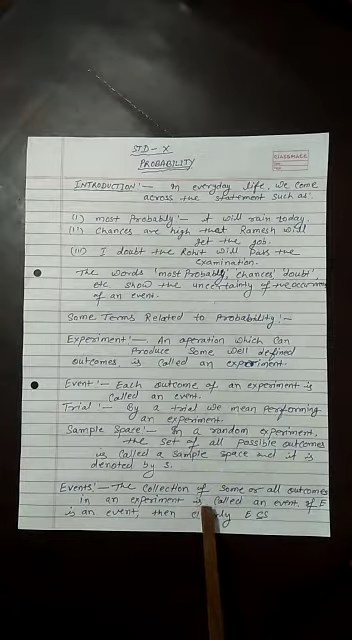 STD - X
PROBABILITY
CLASSMATE
INTRODUCTION :- In everyday life, we come
across the statement such as :
(i) most Probably :- it will rain today.
(ii) chances are high that Ramesh will
get the job.
(iii) I doubt the Rohit will Pass the
examination.
The words 'most Probably', chances 'doubt',
etc. show the uncertainty of the occurrence
of an event.
Some Terms Related to Probability :-
Experiment :- An operation which can
Produce some well defined
outcomes, is called an experiment.
Event :- Each outcome of an experiment is
called an event.
Trial :- By a trial we mean performing
an experiment.
Sample Space :- In a random experiment,
the set of all possible outcomes
is called a sample space and it is
denoted by S.
Events :- The collection of some or all outcomes
in an experiment is called an event if E
is an event, then E ⊆ S